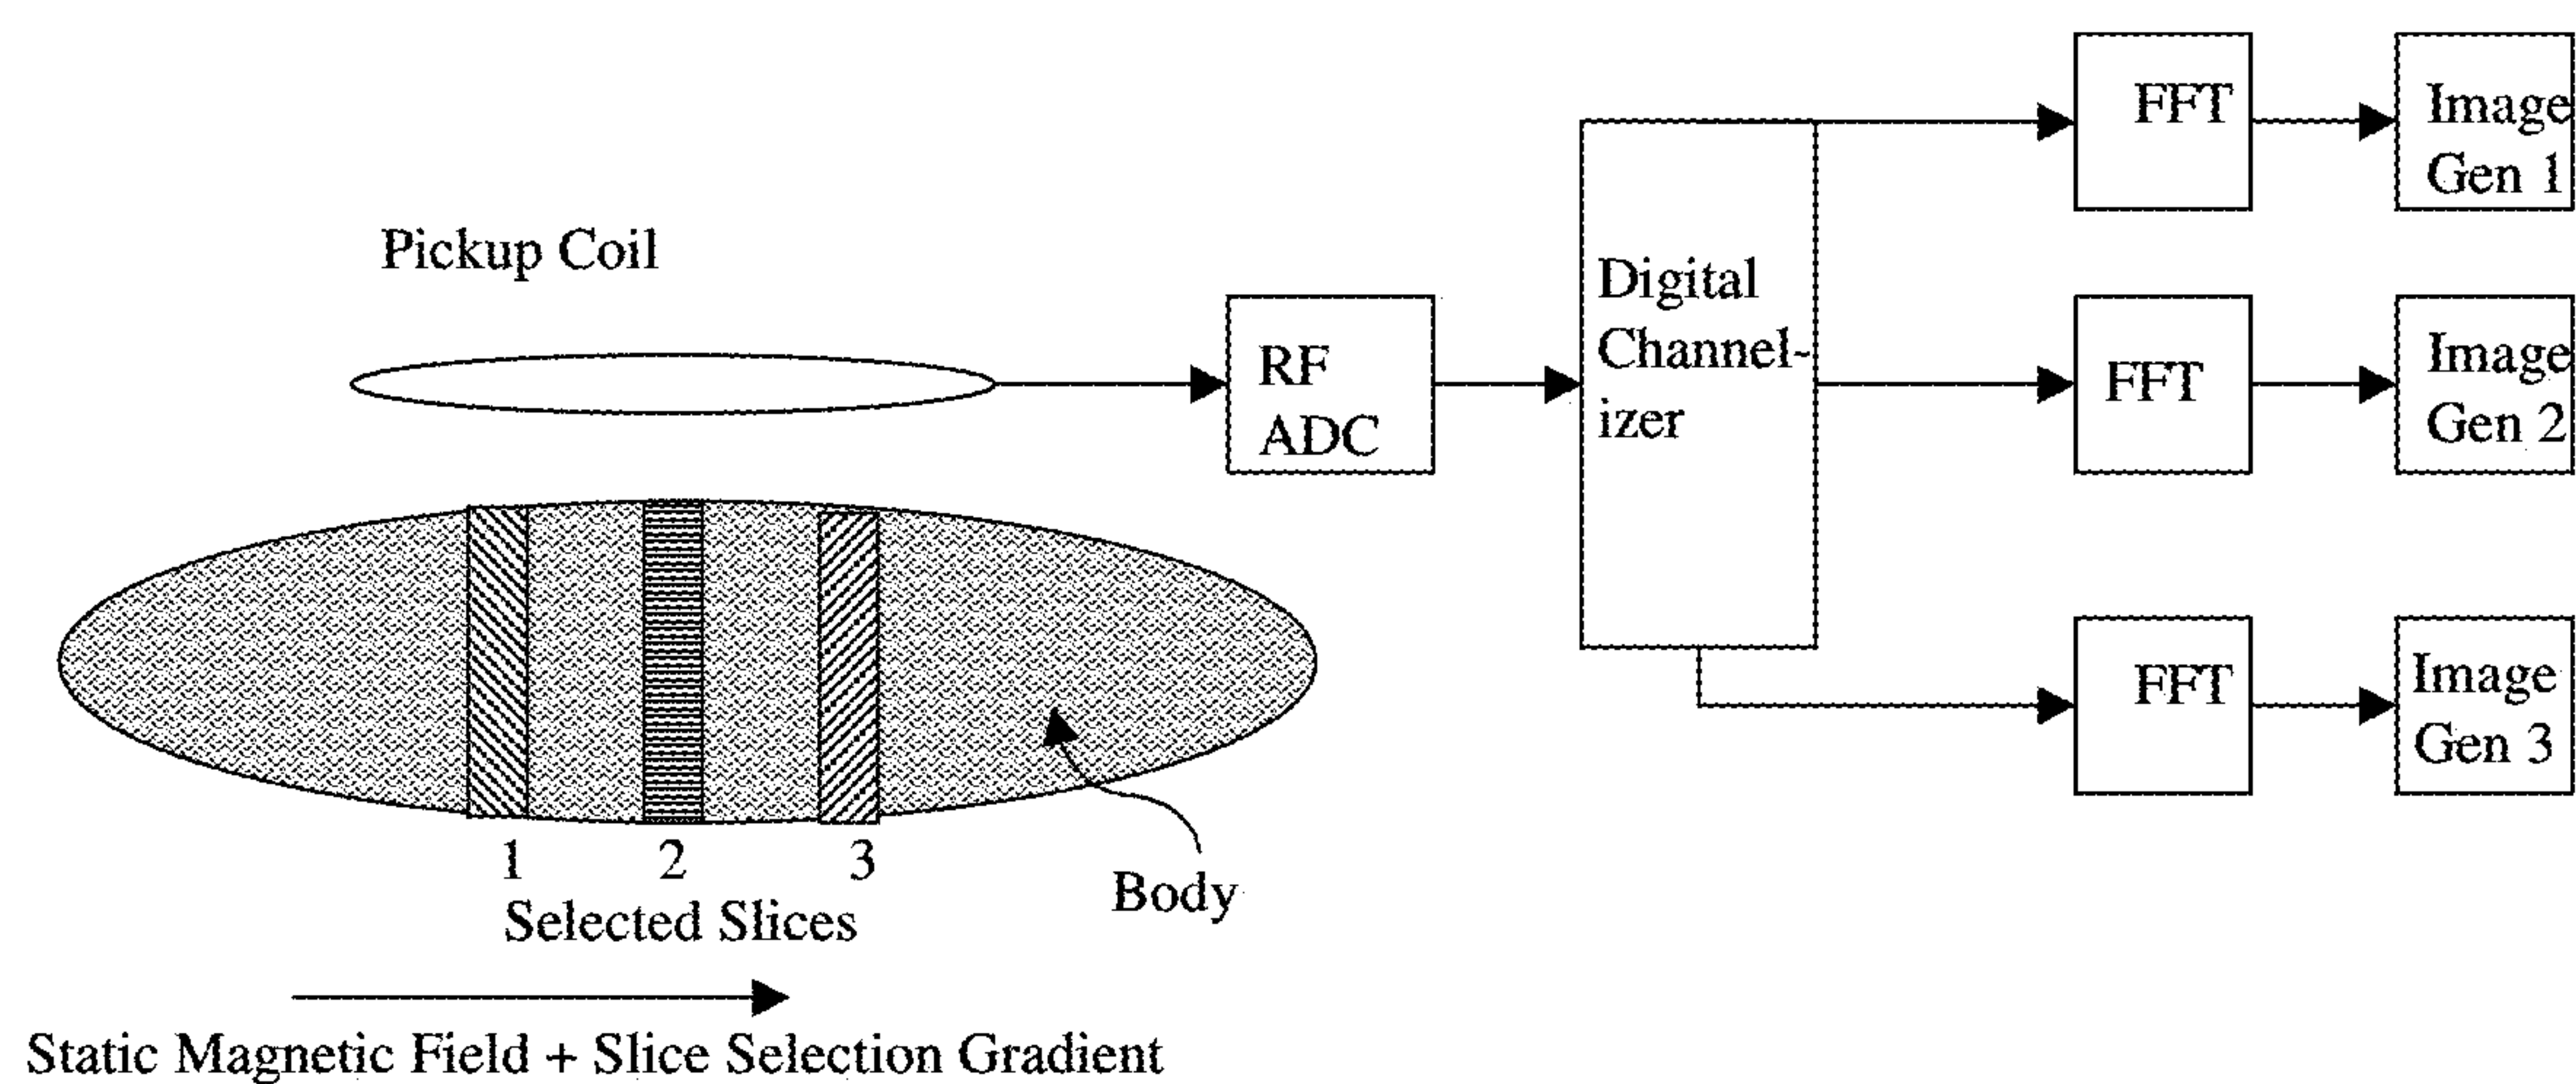 Pickup Coil
RF
ADC
Digital
Channel-
izer
FFT
Image
Gen 1
FFT
Image
Gen 2
FFT
Image
Gen 3
1 2 3
Selected Slices
Body
Static Magnetic Field + Slice Selection Gradient